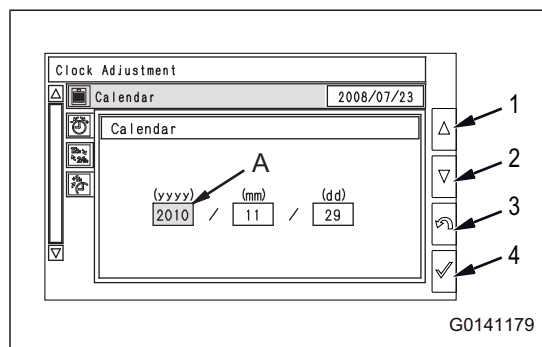 Clock Adjustment
Calendar 2008/07/23
Calendar
A
(yyyy) (mm) (dd)
2010 / 11 / 29
1
2
3
4
G0141179